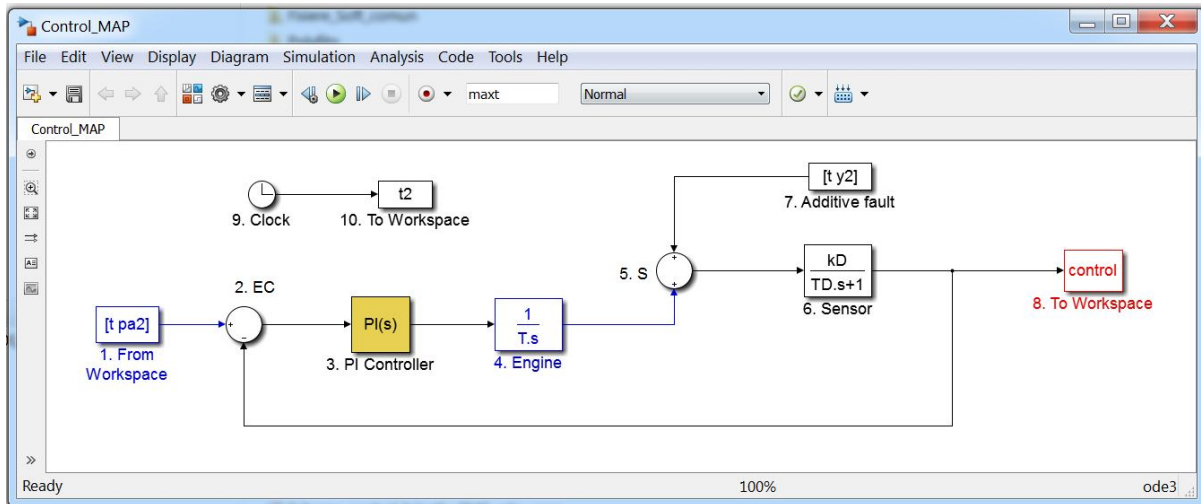 Fisiere_Soft_comun
Control_MAP
File Edit View Display Diagram Simulation Analysis Code Tools Help
maxt
Normal
Control_MAP
[t y2]
7. Additive fault
t2
9. Clock
10. To Workspace
+
+
5. S
kD
TD.s+1
6. Sensor
control
8. To Workspace
2. EC
[t pa2]
1. From
Workspace
+
-
PI(s)
3. PI Controller
1
T.s
4. Engine
»
Ready
100%
ode3